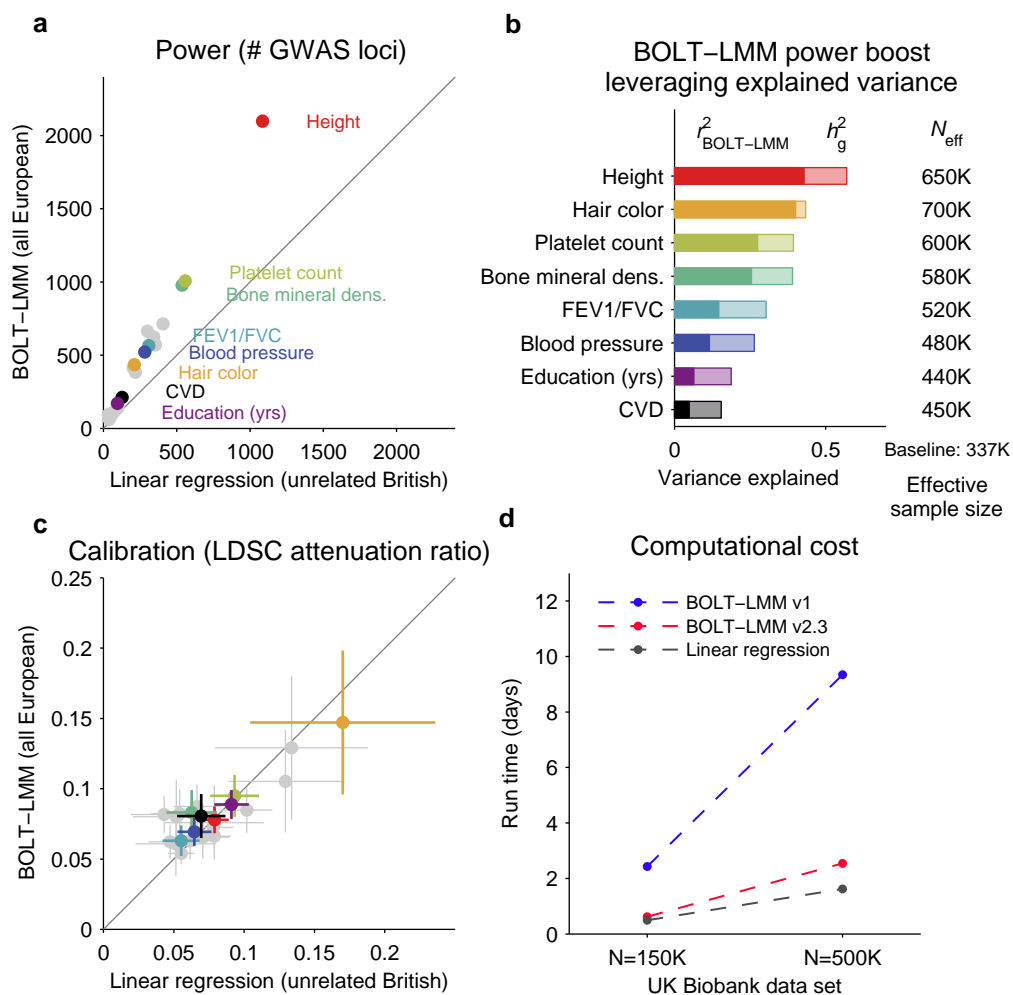 a
Power (# GWAS loci)
BOLT–LMM (all European)
2000
1500
1000
500
0
0
500
1000
1500
2000
Height
Platelet count
Bone mineral dens.
FEV1/FVC
Blood pressure
Hair color
CVD
Education (yrs)
Linear regression (unrelated British)
b
BOLT–LMM power boost
leveraging explained variance
r²BOLT–LMM
h²g
Neff
Height
650K
Hair color
700K
Platelet count
600K
Bone mineral dens.
580K
FEV1/FVC
520K
Blood pressure
480K
Education (yrs)
440K
CVD
450K
0
0.5
Baseline: 337K
Variance explained
Effective
sample size
c
Calibration (LDSC attenuation ratio)
BOLT–LMM (all European)
0.25
0.2
0.15
0.1
0.05
0
0
0.05
0.1
0.15
0.2
Linear regression (unrelated British)
d
Computational cost
Run time (days)
12
10
8
6
4
2
0
BOLT–LMM v1
BOLT–LMM v2.3
Linear regression
N=150K
N=500K
UK Biobank data set